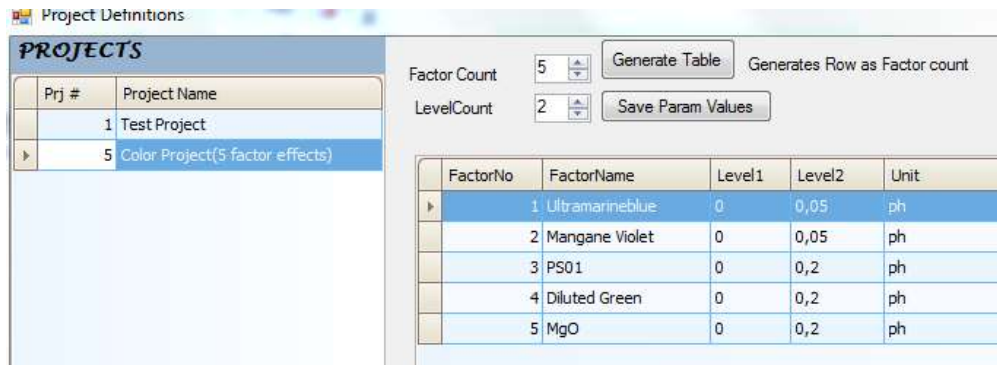 Project Definitions
PROJECTS
Prj # Project Name
1 Test Project
5 Color Project(5 factor effects)
Factor Count 5 Generate Table Generates Row as Factor count
LevelCount 2 Save Param Values
FactorNo FactorName Level1 Level2 Unit
1 Ultramarineblue 0 0,05 ph
2 Mangane Violet 0 0,05 ph
3 PS01 0 0,2 ph
4 Diluted Green 0 0,2 ph
5 MgO 0 0,2 ph